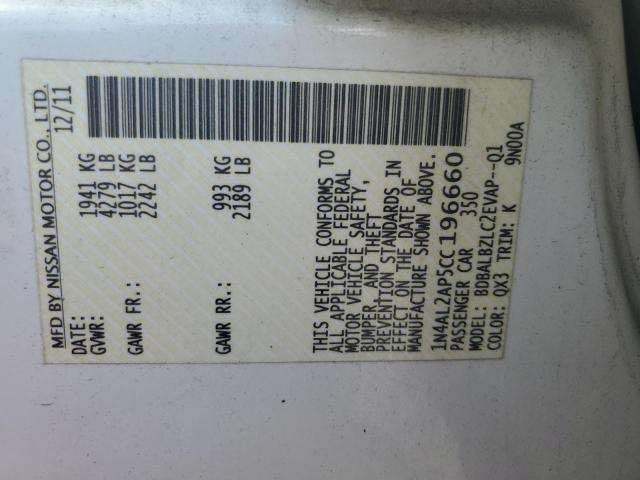 MFD BY NISSAN MOTOR CO., LTD.
12/11
DATE: 1941 KG
GVWR: 4279 LB
GAWR FR.: 1017 KG
2242 LB
GAWR RR.: 993 KG
2189 LB
THIS VEHICLE CONFORMS TO
ALL APPLICABLE FEDERAL
MOTOR VEHICLE SAFETY,
BUMPER, AND THEFT
PREVENTION STANDARDS IN
EFFECT ON THE DATE OF
MANUFACTURE SHOWN ABOVE.
1N4AL2AP5CC196660
PASSENGER CAR 350
MODEL: BDBALBZLC2EVAP--Q1
COLOR: QX3 TRIM: K 9N00A